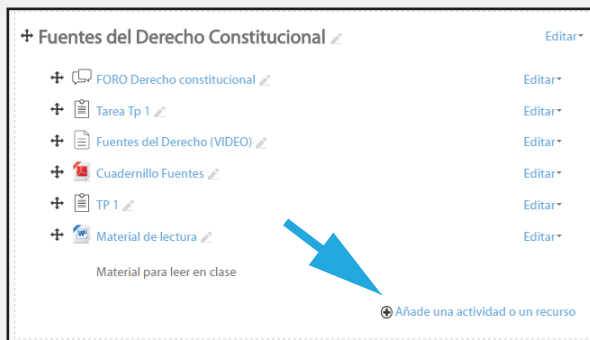 Fuentes del Derecho Constitucional Editar
FORO Derecho constitucional Editar
Tarea Tp 1 Editar
Fuentes del Derecho (VIDEO) Editar
Cuadernillo Fuentes Editar
TP 1 Editar
Material de lectura Editar
Material para leer en clase
Añade una actividad o un recurso